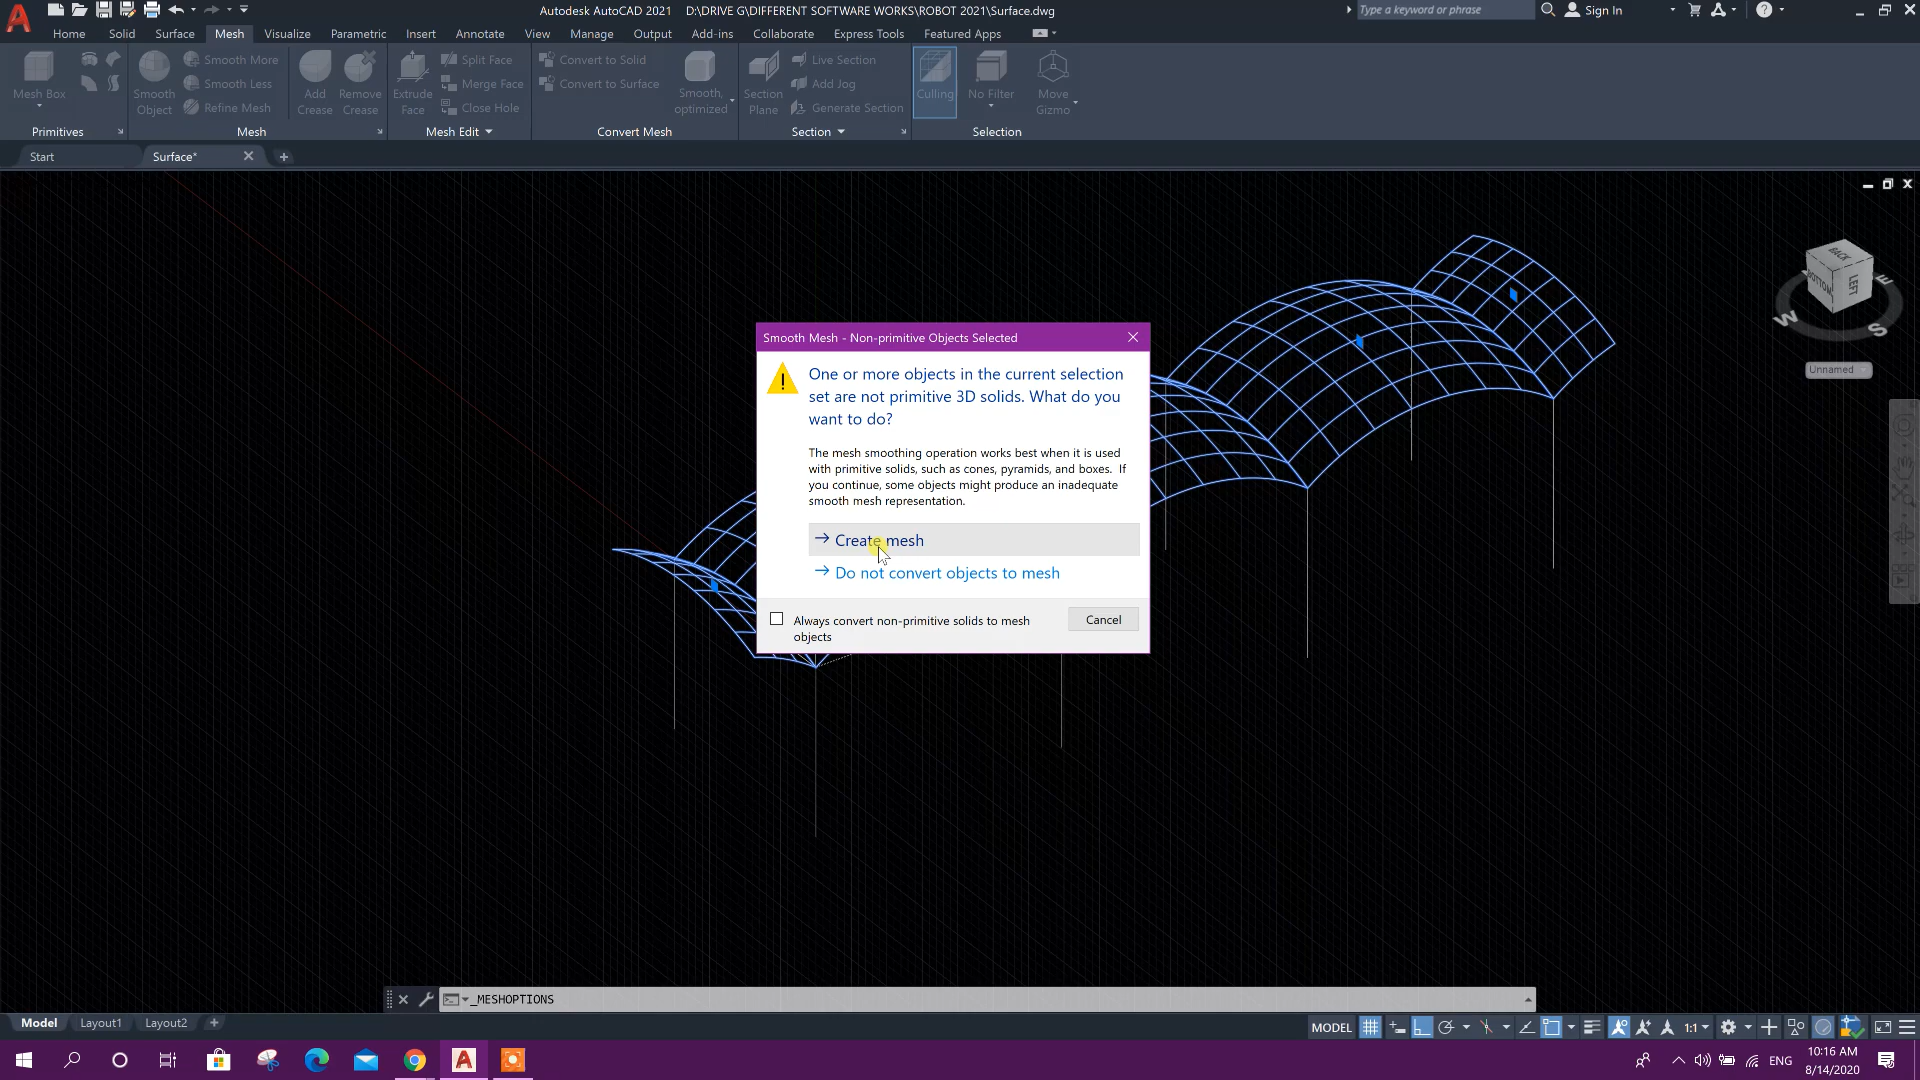 Autodesk AutoCAD 2021 D:\DRIVE G\DIFFERENT SOFTWARE WORKS\ROBOT 2021\Surface.dwg
Type a keyword or phrase
Sign In
Home Solid Surface Mesh Visualize Parametric Insert Annotate View Manage Output Add-ins Collaborate Express Tools Featured Apps
Mesh Box
Smooth Object
Smooth More
Smooth Less
Refine Mesh
Add Crease
Remove Crease
Extrude Face
Split Face
Merge Face
Close Hole
Convert to Solid
Convert to Surface
Smooth, optimized
Section Plane
Live Section
Add Jog
Generate Section
Culling
No Filter
Move Gizmo
Primitives Mesh Mesh Edit Convert Mesh Section Selection
Start Surface*
BACK
BOTTOM
LEFT
W
S
E
Unnamed
Smooth Mesh - Non-primitive Objects Selected
One or more objects in the current selection
set are not primitive 3D solids. What do you
want to do?
The mesh smoothing operation works best when it is used
with primitive solids, such as cones, pyramids, and boxes. If
you continue, some objects might produce an inadequate
smooth mesh representation.
Create mesh
Do not convert objects to mesh
Always convert non-primitive solids to mesh
objects
Cancel
_MESHOPTIONS
Model Layout1 Layout2
MODEL
1:1
ENG
10:16 AM
8/14/2020